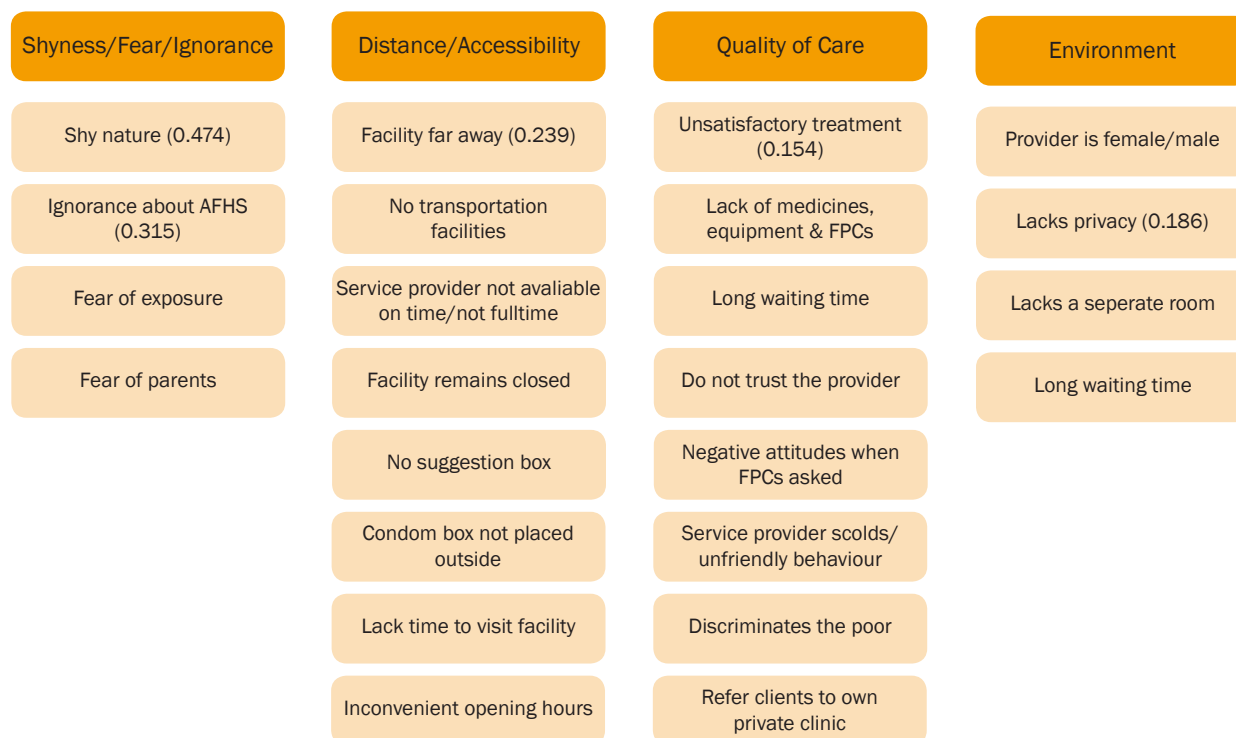 Shyness/Fear/Ignorance
Shy nature (0.474)
Ignorance about AFHS
(0.315)
Fear of exposure
Fear of parents
Distance/Accessibility
Facility far away (0.239)
No transportation
facilities
Service provider not avaliable
on time/not fulltime
Facility remains closed
No suggestion box
Condom box not placed
outside
Lack time to visit facility
Inconvenient opening hours
Quality of Care
Unsatisfactory treatment
(0.154)
Lack of medicines,
equipment & FPCs
Long waiting time
Do not trust the provider
Negative attitudes when
FPCs asked
Service provider scolds/
unfriendly behaviour
Discriminates the poor
Refer clients to own
private clinic
Environment
Provider is female/male
Lacks privacy (0.186)
Lacks a seperate room
Long waiting time